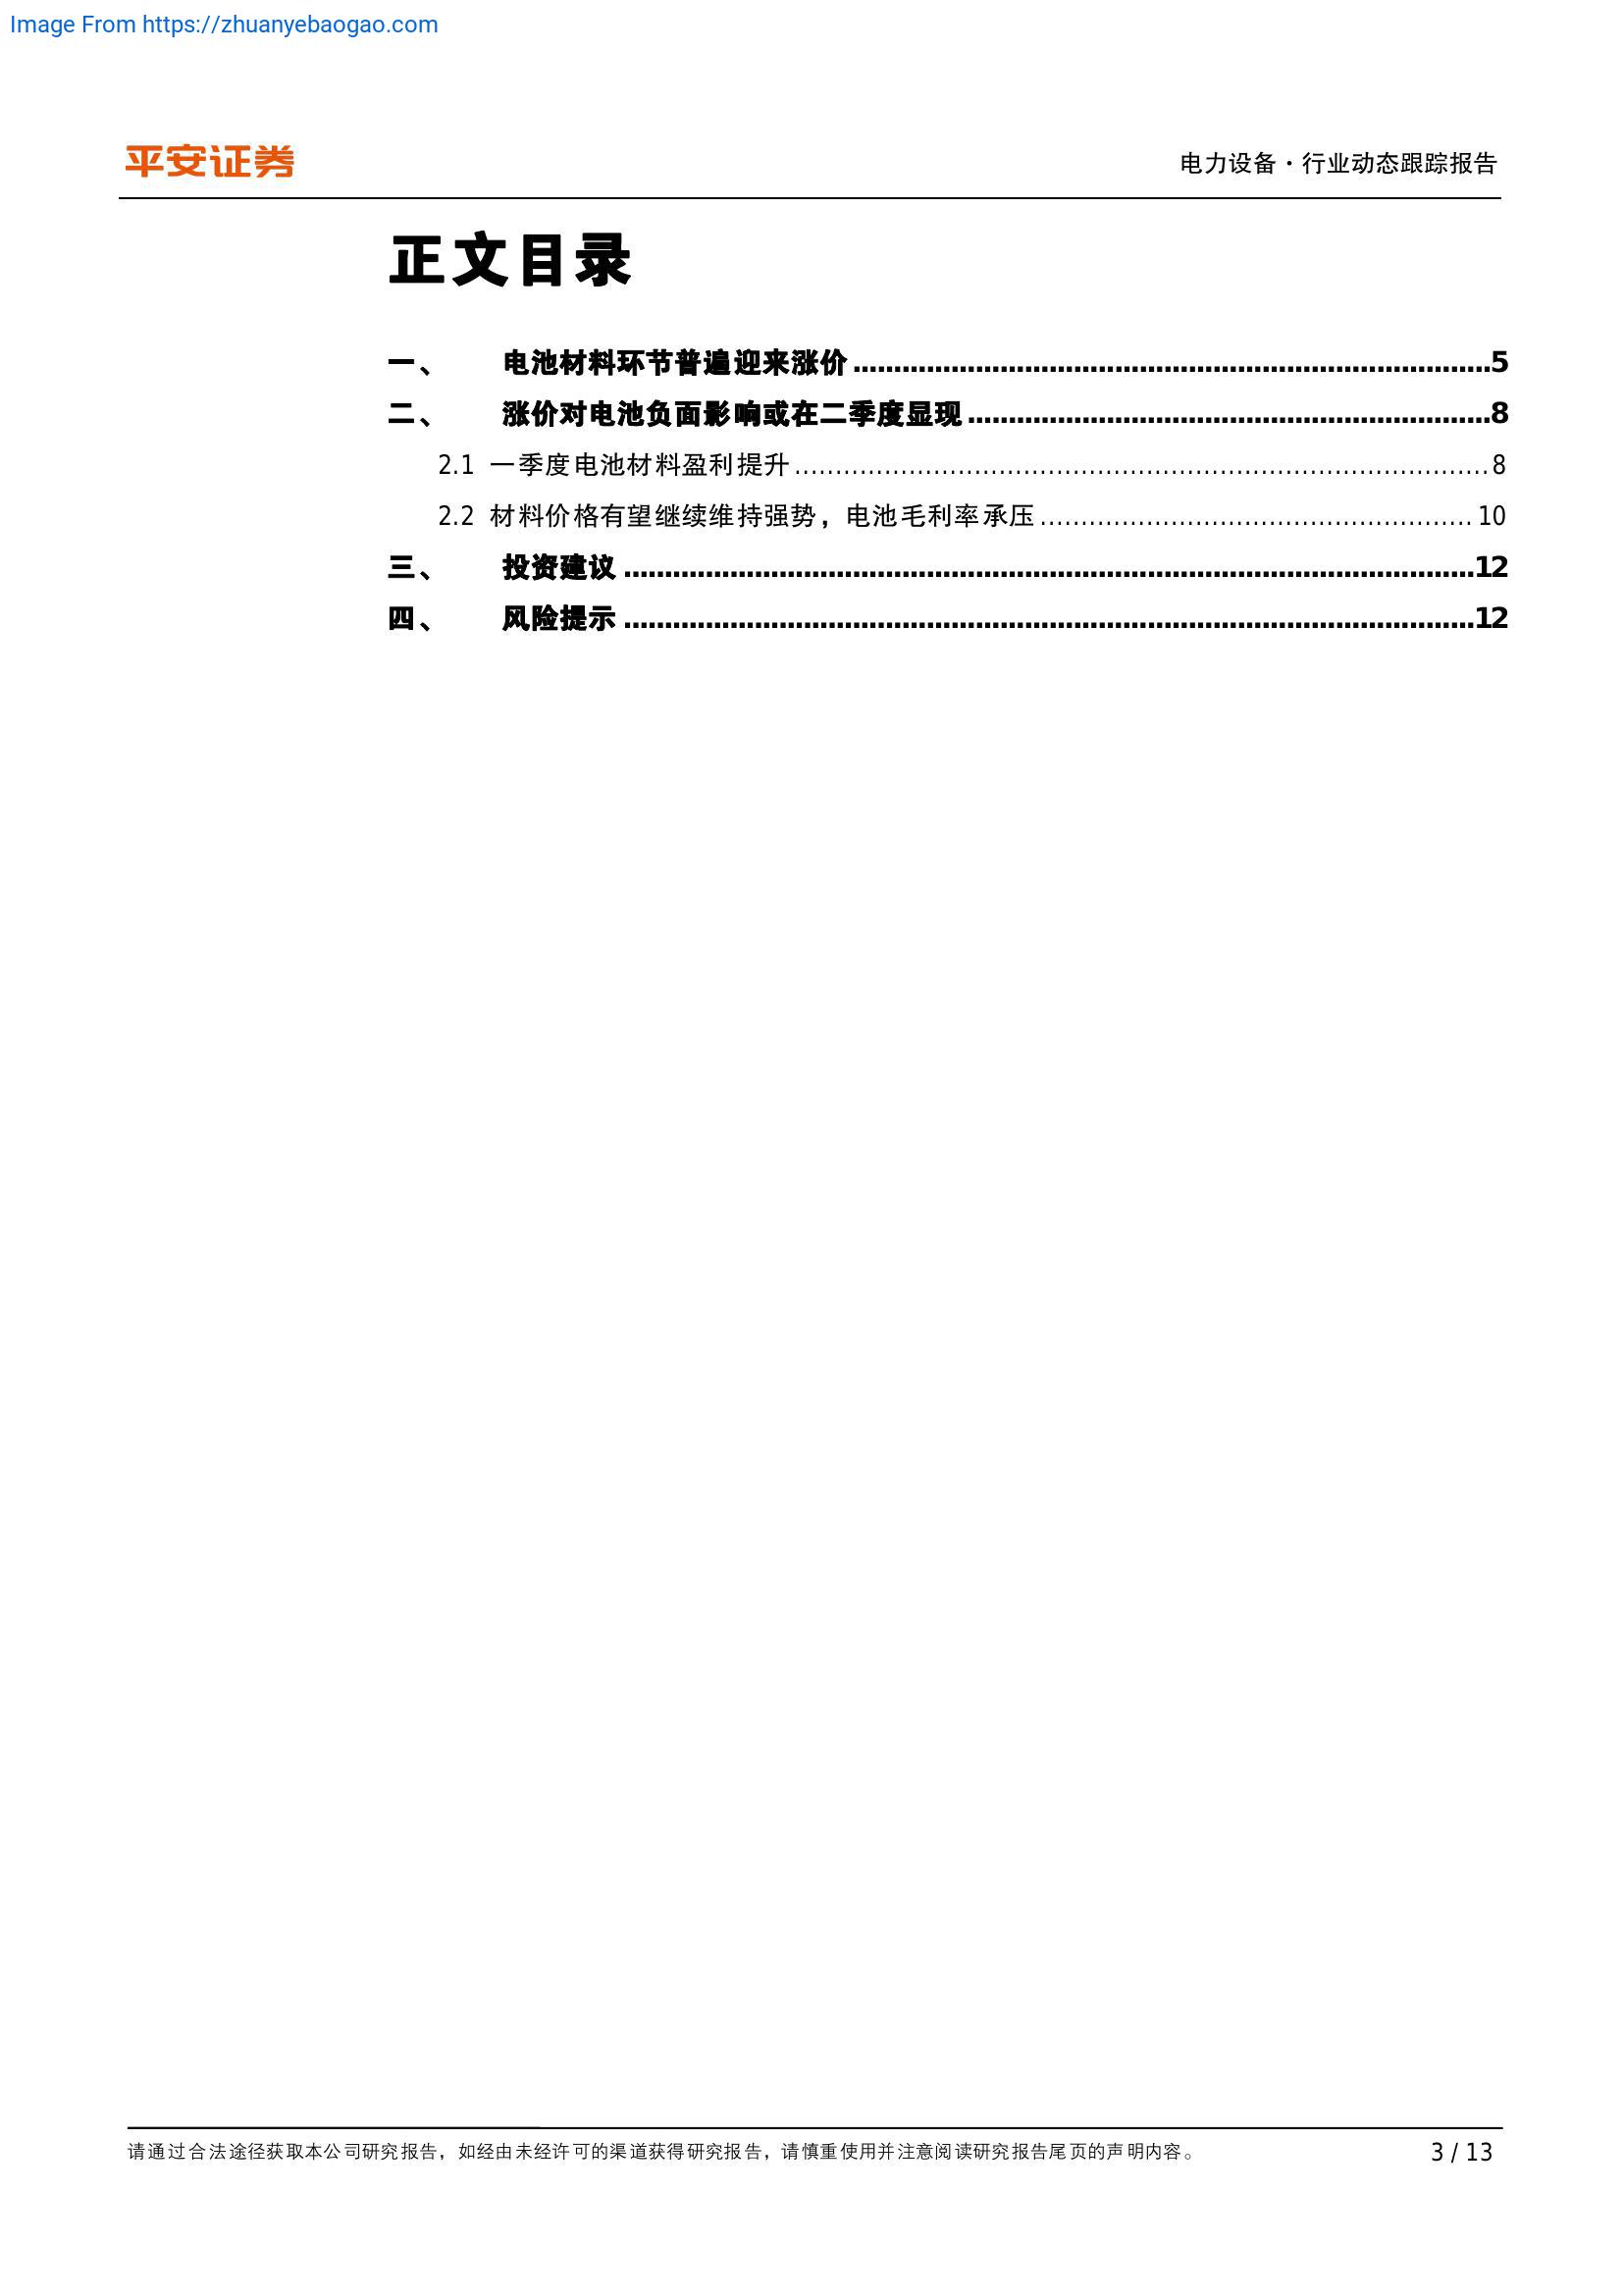 Image From https://zhuanyebaogao.com
平安证券
电力设备·行业动态跟踪报告
正文目录
一、 电池材料环节普遍迎来涨价........................................5
二、 涨价对电池负面影响或在二季度显现........................................8
2.1 一季度电池材料盈利提升........................................8
2.2 材料价格有望继续维持强势，电池毛利率承压........................................10
三、 投资建议........................................12
四、 风险提示........................................12
请通过合法途径获取本公司研究报告，如经由未经许可的渠道获得研究报告，请慎重使用并注意阅读研究报告尾页的声明内容。
3 / 13